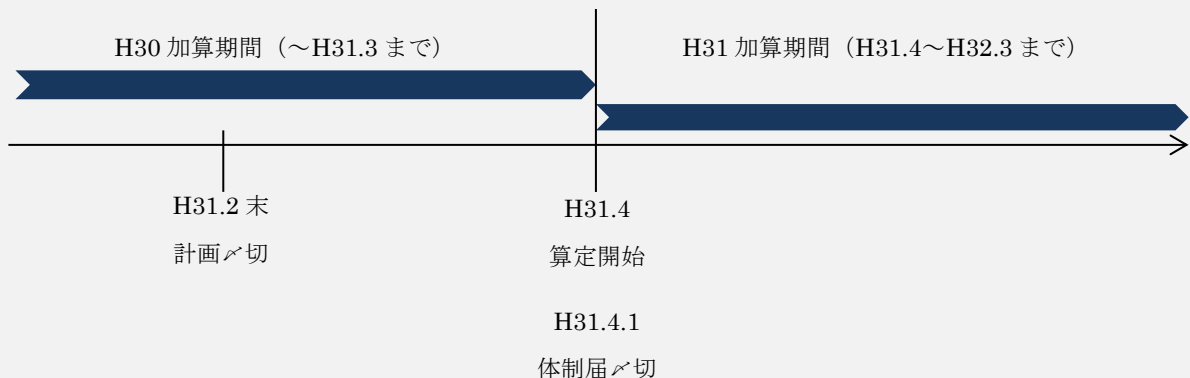 H30 加算期間（～H31.3 まで）
H31 加算期間（H31.4～H32.3 まで）
H31.2 末
計画〆切
H31.4
算定開始
H31.4.1
体制届〆切